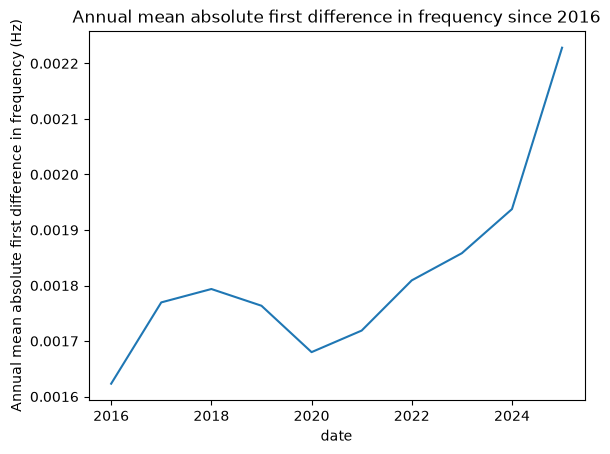 Annual mean absolute first difference in frequency since 2016
Annual mean absolute first difference in frequency (Hz)
0.0022
0.0021
0.0020
0.0019
0.0018
0.0017
0.0016
2016 2018 2020 2022 2024
date